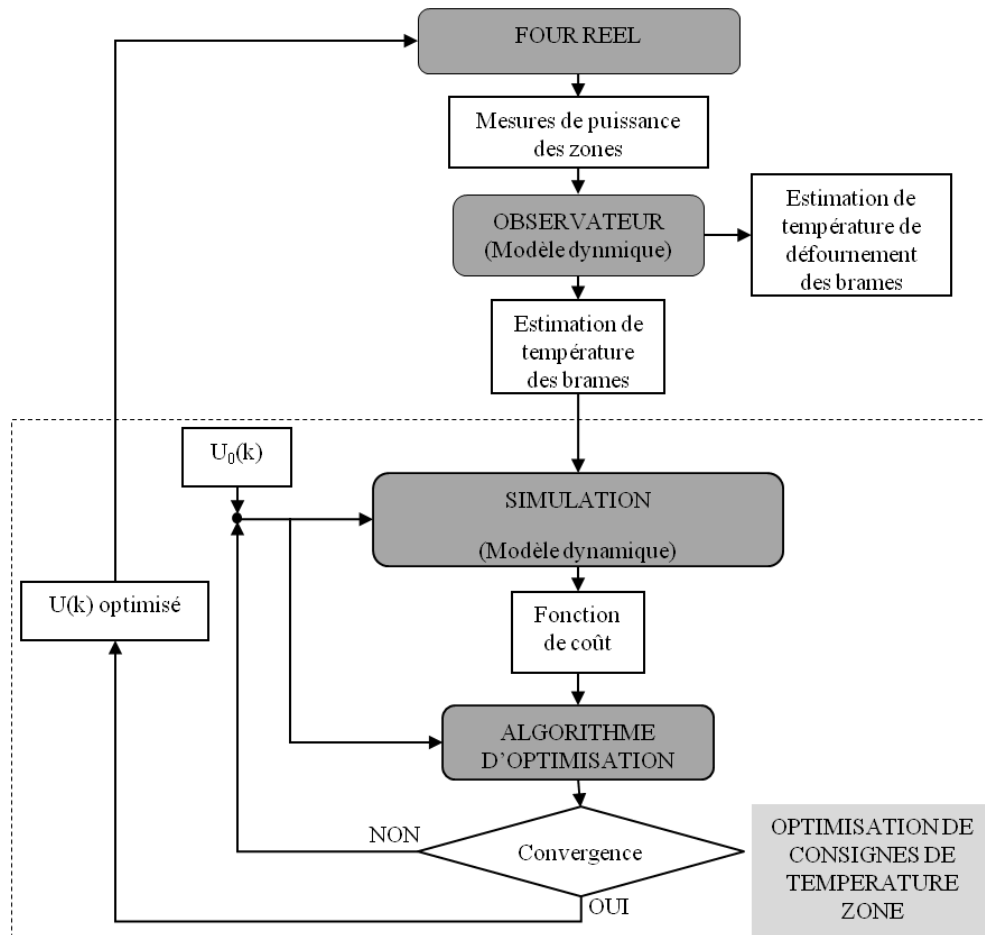 FOUR REEL
Mesures de puissance
des zones
OBSERVATEUR
(Modèle dynmique)
Estimation de
température de
défournement
des brames
Estimation de
température
des brames
U₀(k)
SIMULATION
(Modèle dynamique)
U(k) optimisé
Fonction
de coût
ALGORITHME
D’OPTIMISATION
NON
Convergence
OUI
OPTIMISATION DE
CONSIGNES DE
TEMPERATURE
ZONE